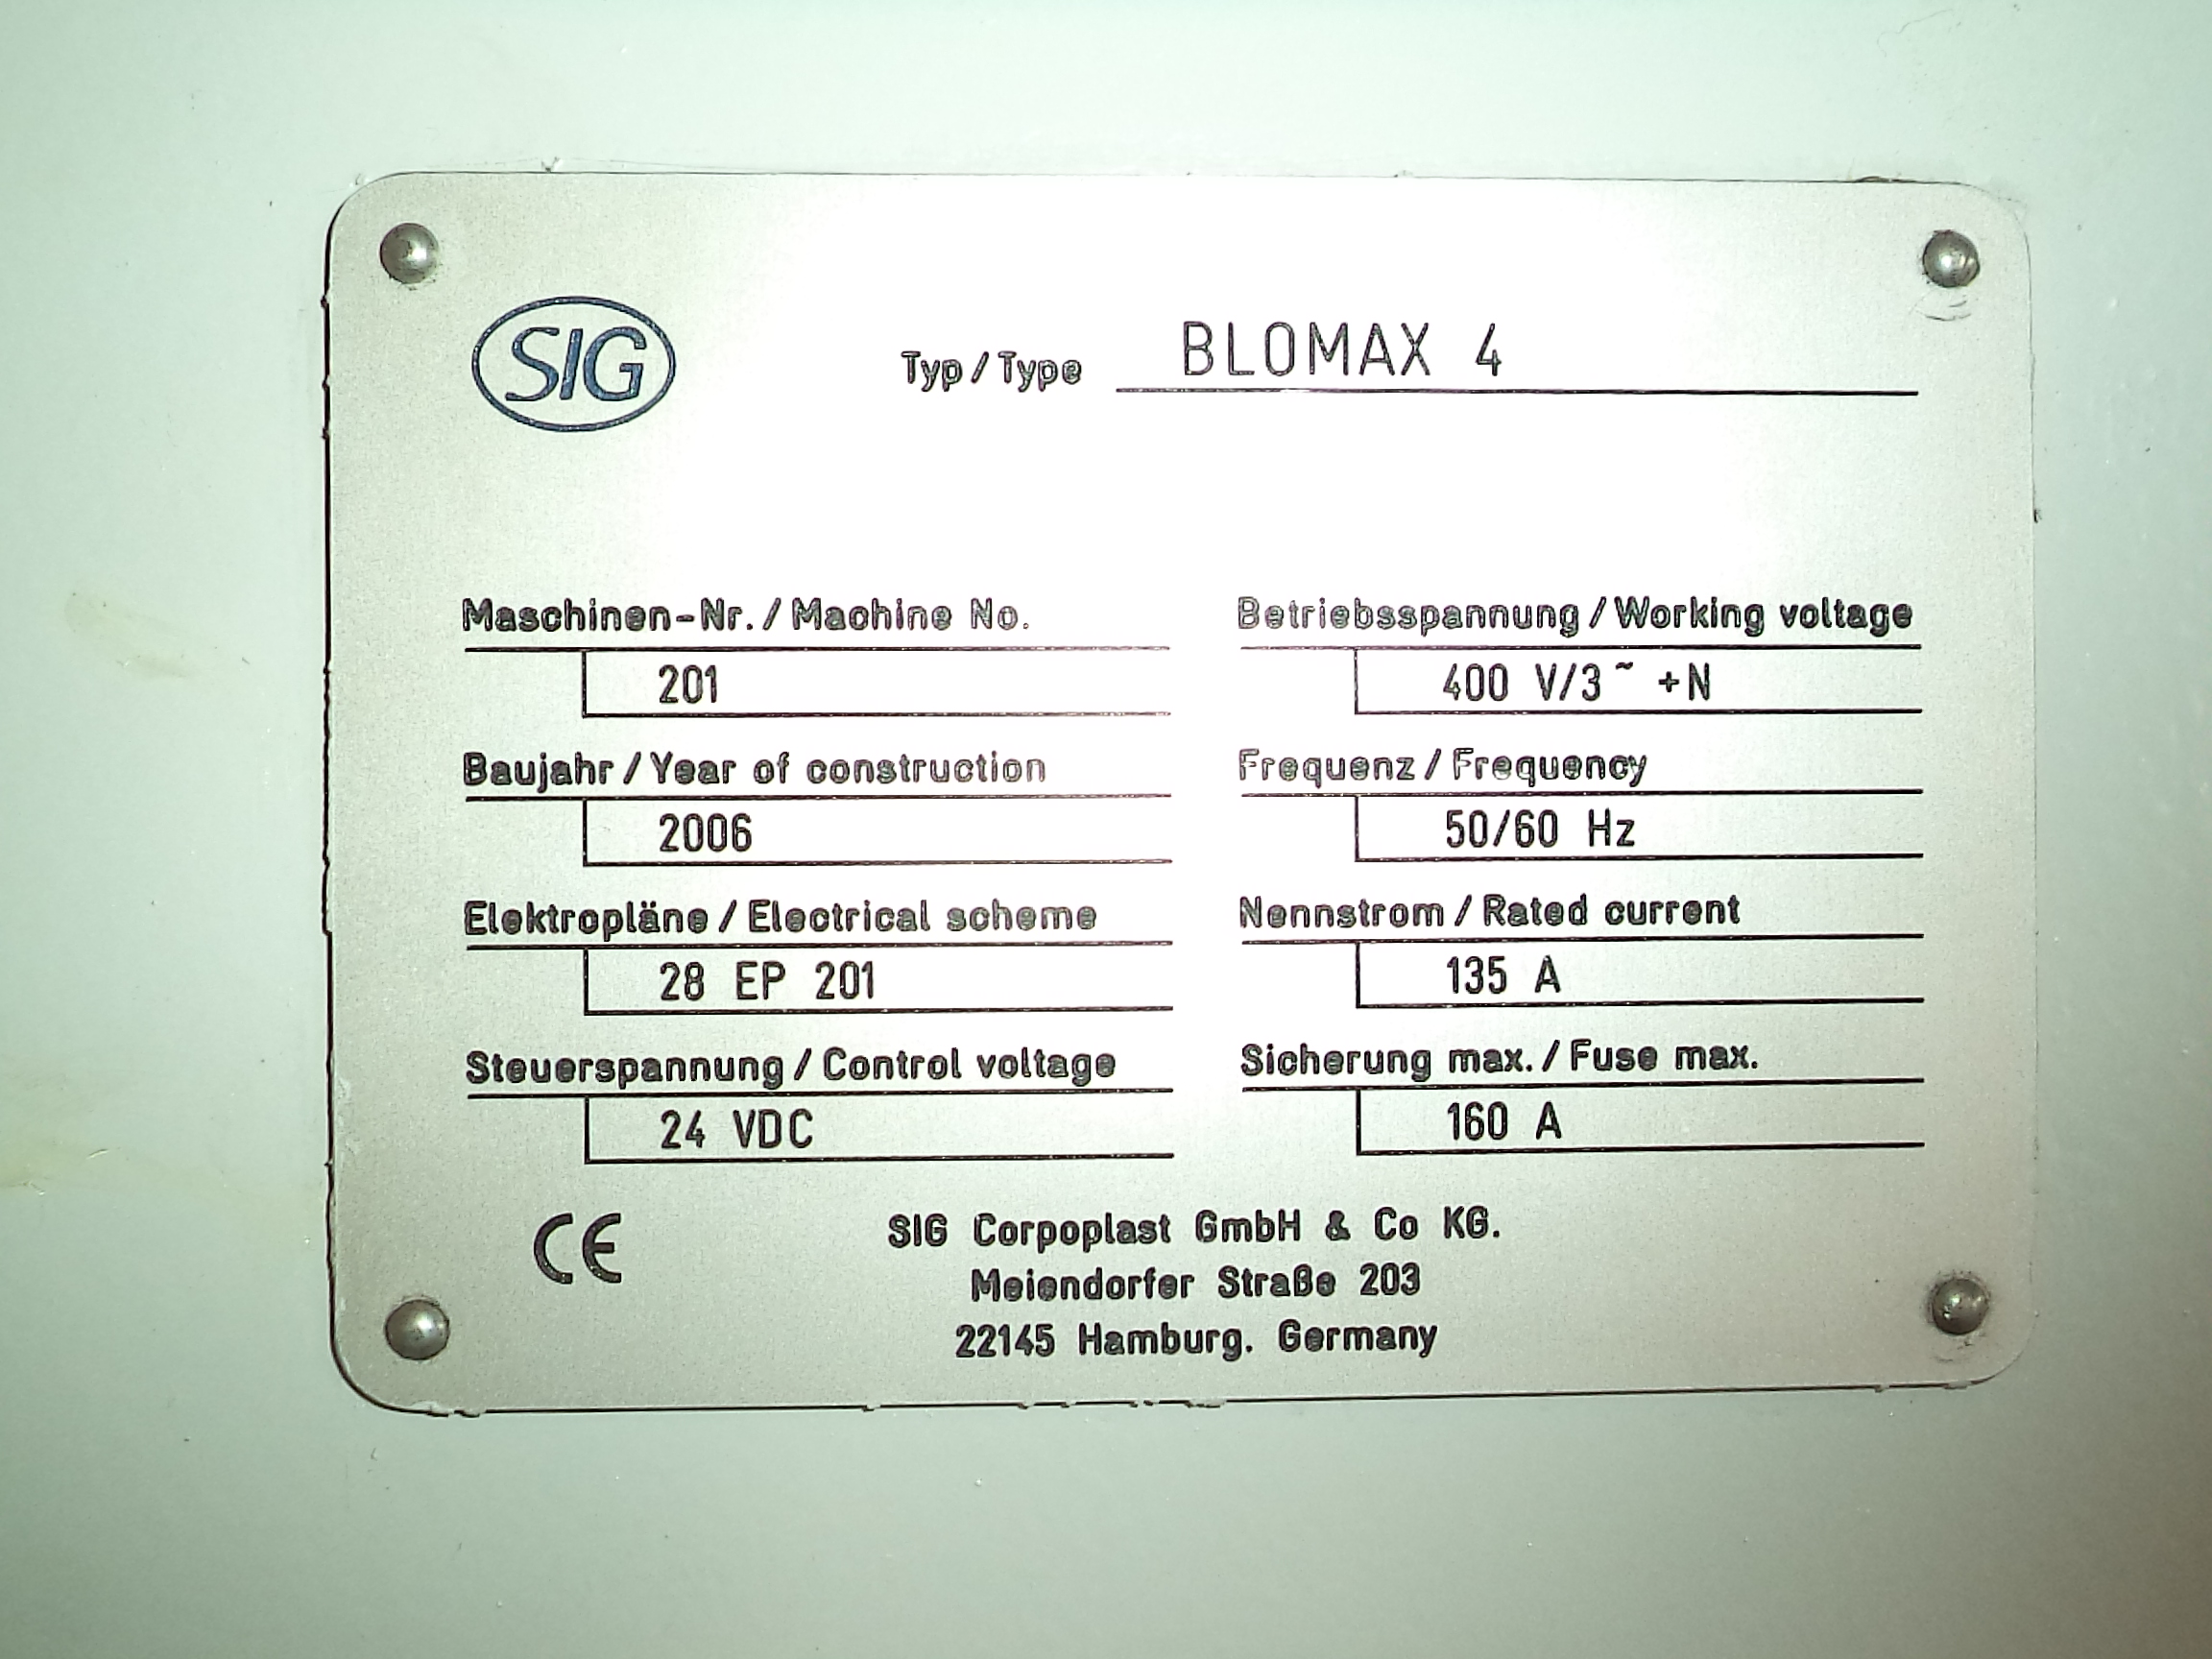 SIG
Typ / Type BLOMAX 4
Maschinen-Nr. / Machine No.
201
Baujahr / Year of construction
2006
Elektropläne / Electrical scheme
28 EP 201
Steuerspannung / Control voltage
24 VDC
Betriebsspannung / Working voltage
400 V/3~ +N
Frequenz / Frequency
50/60 Hz
Nennstrom / Rated current
135 A
Sicherung max. / Fuse max.
160 A
CE
SIG Corpoplast GmbH & Co KG.
Meiendorfer Straße 203
22145 Hamburg. Germany